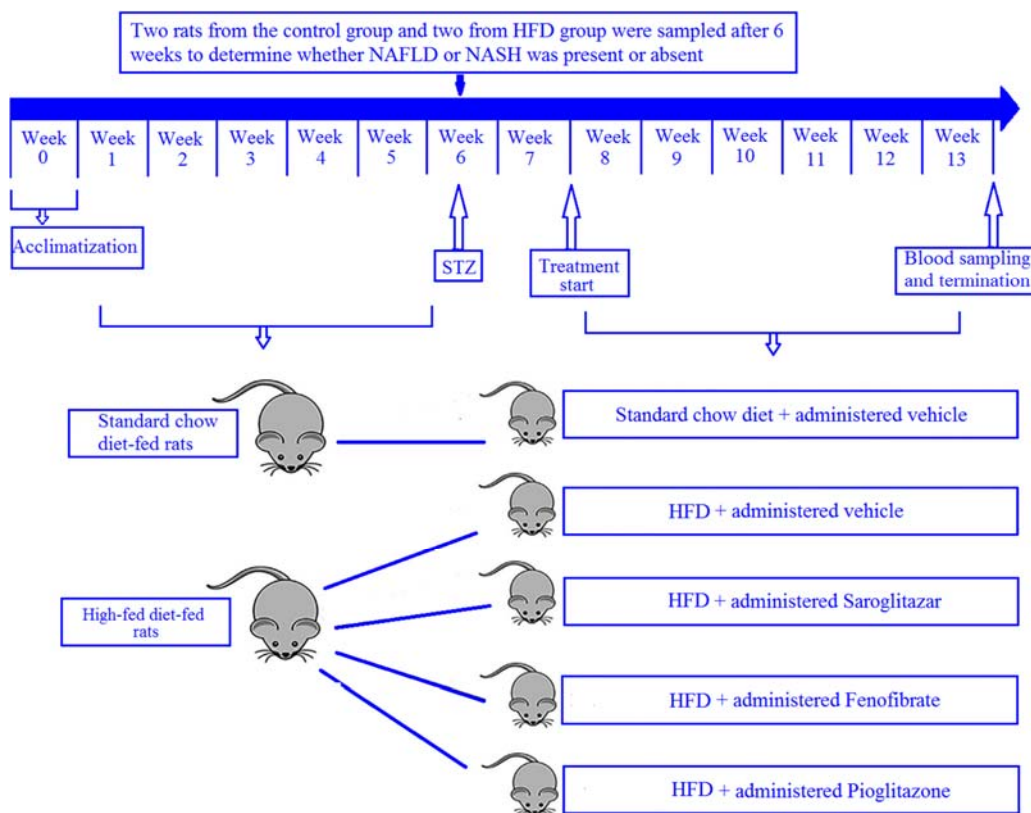 Two rats from the control group and two from HFD group were sampled after 6
weeks to determine whether NAFLD or NASH was present or absent
Week 0
Week 1
Week 2
Week 3
Week 4
Week 5
Week 6
Week 7
Week 8
Week 9
Week 10
Week 11
Week 12
Week 13
Acclimatization
STZ
Treatment
start
Blood sampling
and termination
Standard chow
diet-fed rats
Standard chow diet + administered vehicle
HFD + administered vehicle
High-fed diet-fed
rats
HFD + administered Saroglitazar
HFD + administered Fenofibrate
HFD + administered Pioglitazone